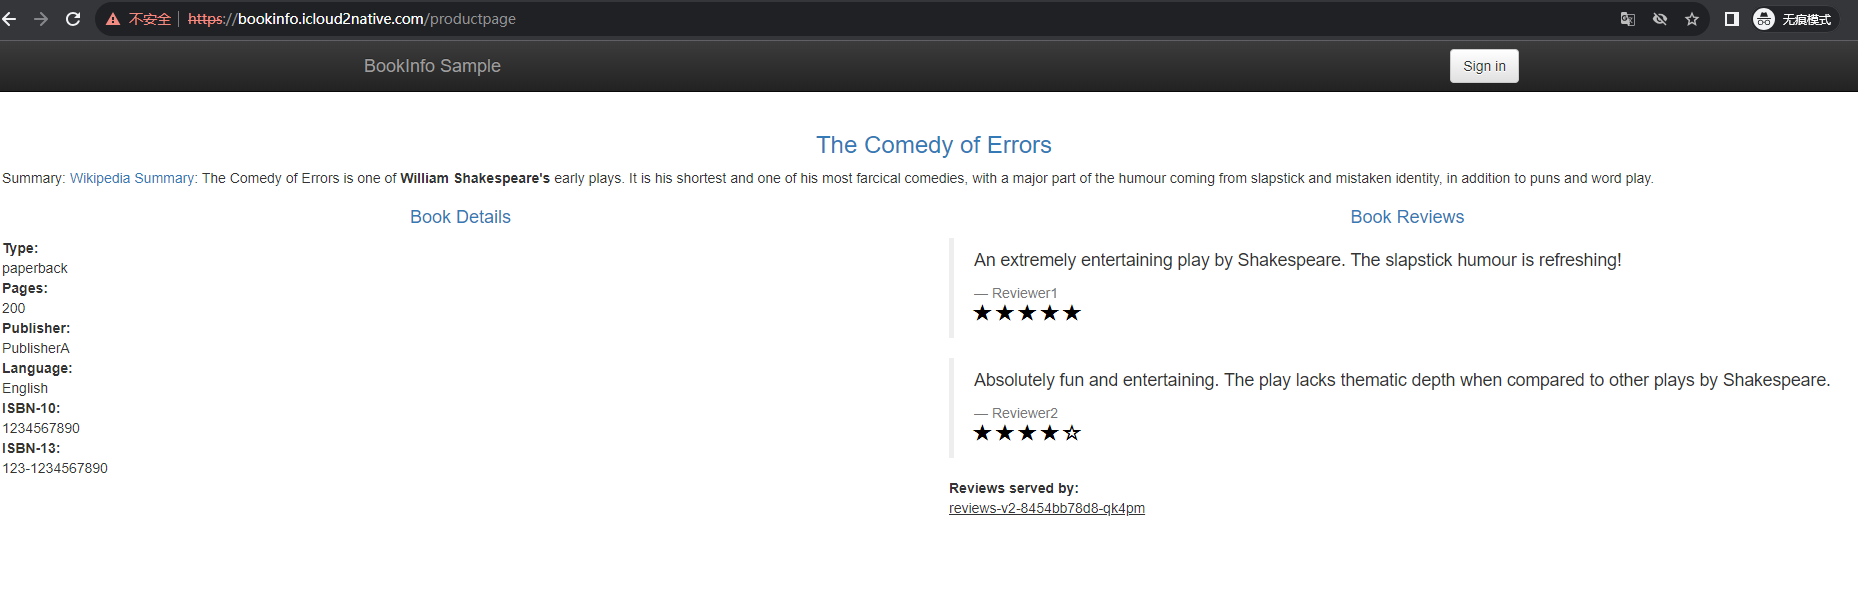 不安全 https://bookinfo.icloud2native.com/productpage 无痕模式
BookInfo Sample
Sign in
The Comedy of Errors
Summary: Wikipedia Summary: The Comedy of Errors is one of William Shakespeare's early plays. It is his shortest and one of his most farcical comedies, with a major part of the humour coming from slapstick and mistaken identity, in addition to puns and word play.
Book Details
Type:
paperback
Pages:
200
Publisher:
PublisherA
Language:
English
ISBN-10:
1234567890
ISBN-13:
123-1234567890
Book Reviews
An extremely entertaining play by Shakespeare. The slapstick humour is refreshing!
— Reviewer1
★★★★★
Absolutely fun and entertaining. The play lacks thematic depth when compared to other plays by Shakespeare.
— Reviewer2
★★★★☆
Reviews served by:
reviews-v2-8454bb78d8-qk4pm